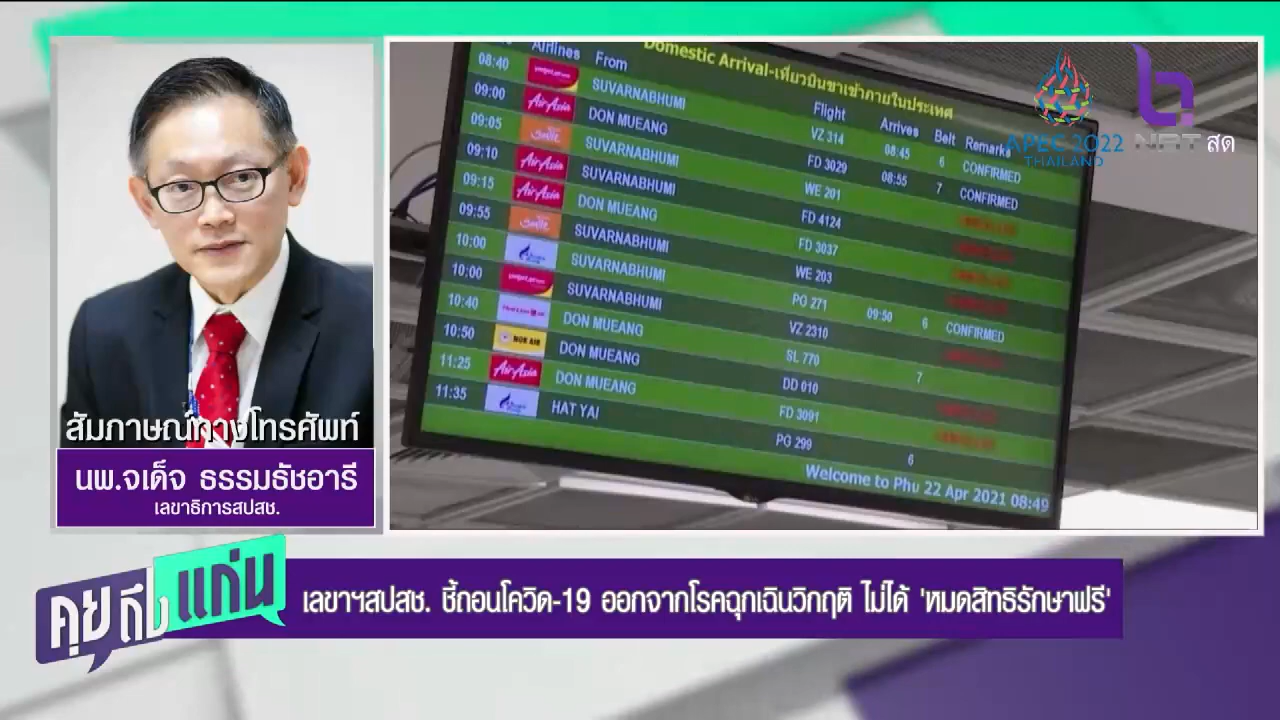 Airlines From
Domestic Arrival-เที่ยวบินขาเข้าภายในประเทศ
Flight Arrives Belt Remarks
08:40 SUVARNABHUMI VZ 314 08:45 6 CONFIRMED
09:00 AirAsia DON MUEANG FD 3029 08:55 7 CONFIRMED
09:05 SUVARNABHUMI WE 201
09:10 AirAsia SUVARNABHUMI FD 4124
09:15 AirAsia DON MUEANG FD 3037
09:55 SUVARNABHUMI WE 203
10:00 SUVARNABHUMI PG 271 09:50 6 CONFIRMED
10:00 SUVARNABHUMI VZ 2310
10:40 DON MUEANG SL 770 7
10:50 NOK AIR DON MUEANG DD 010
11:25 AirAsia DON MUEANG FD 3091
11:35 HAT YAI PG 299 6
Welcome to Phu 22 Apr 2021 08:49
APEC 2022
THAILAND
NBT สด
สัมภาษณ์ทางโทรศัพท์
นพ.จเด็จ ธรรมธัชอารี
เลขาธิการสปสช.
คุยถึงแก่น
เลขาฯสปสช. ชี้ถอนโควิด-19 ออกจากโรคฉุกเฉินวิกฤติ ไม่ได้ 'หมดสิทธิรักษาฟรี'